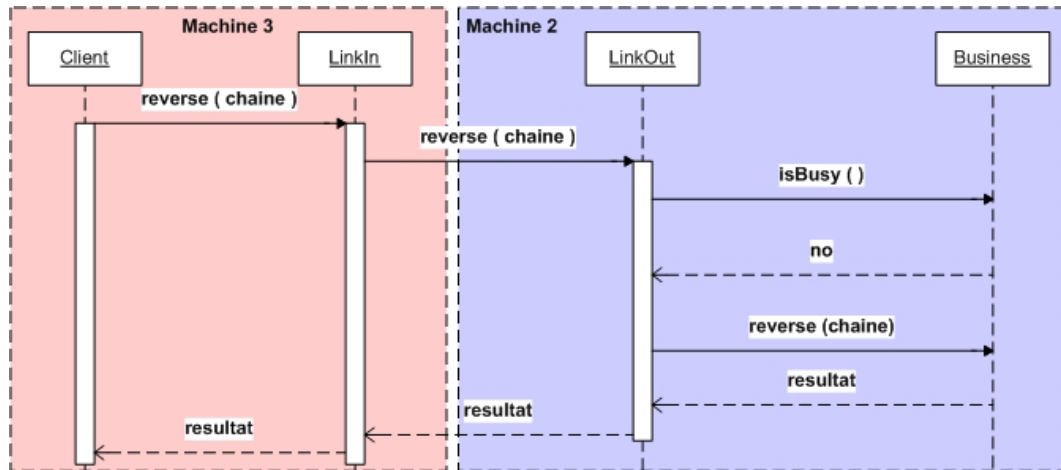 Machine 3
Machine 2
Client
LinkIn
LinkOut
Business
reverse ( chaine )
reverse ( chaine )
isBusy ( )
no
reverse (chaine)
resultat
resultat
resultat